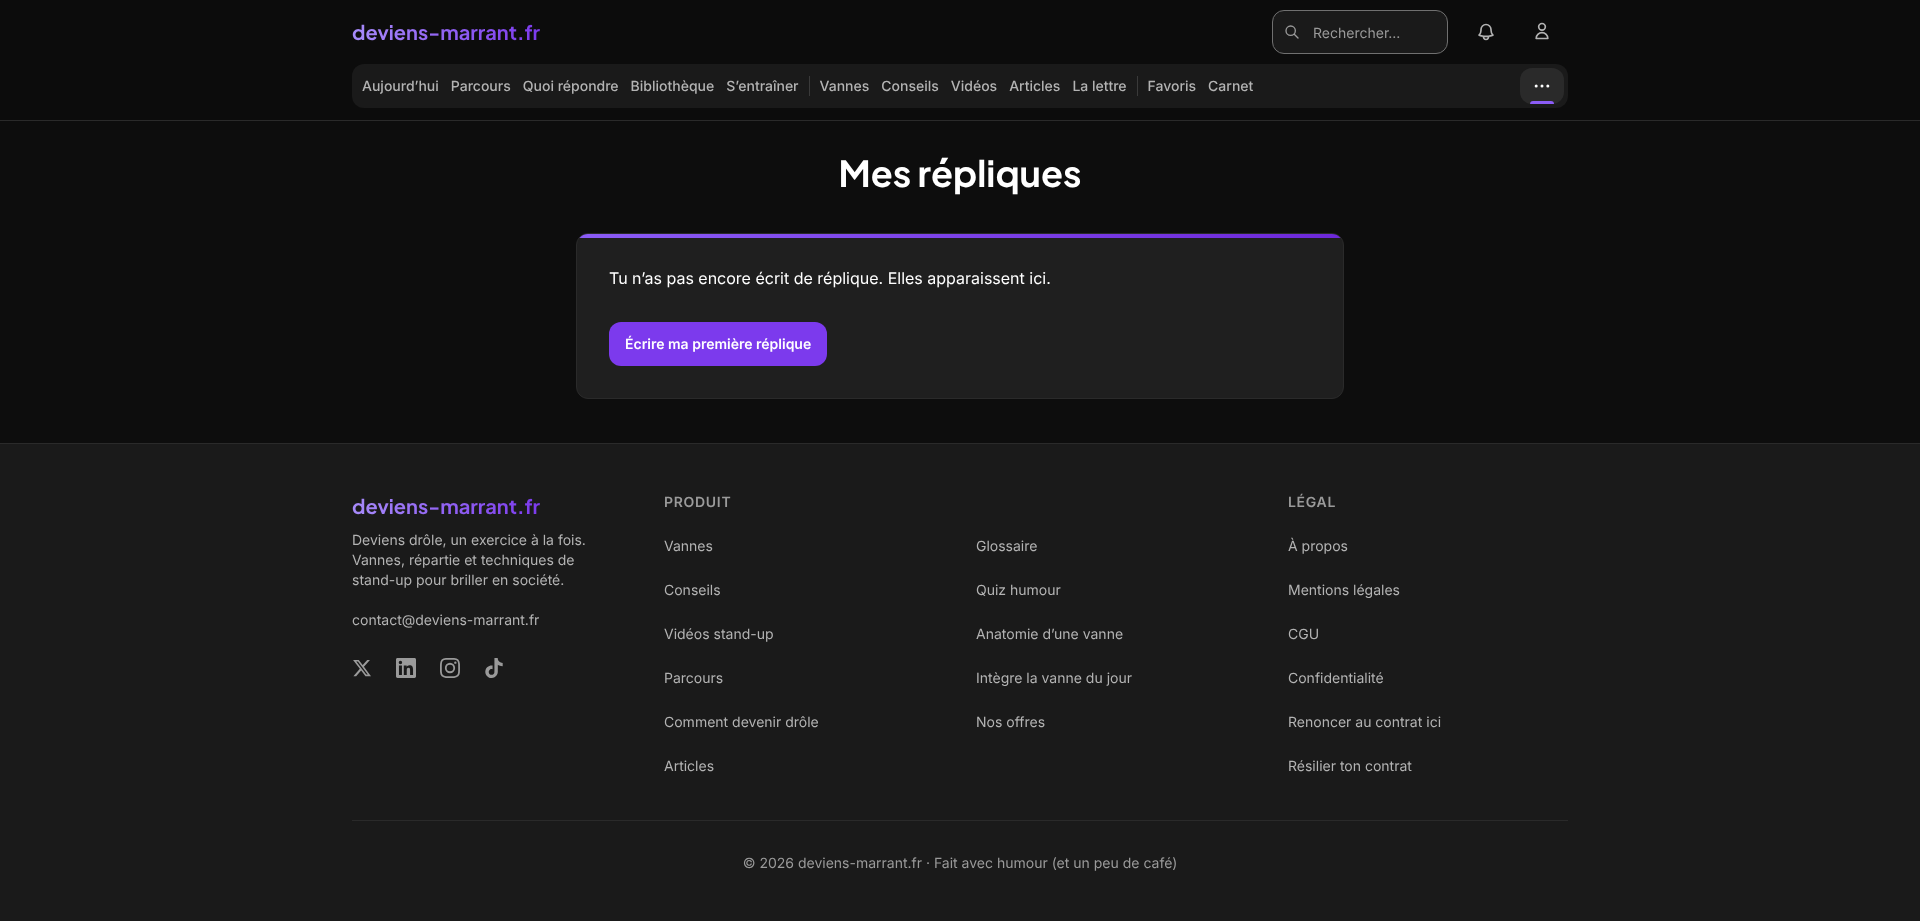 deviens-marrant.fr
Rechercher...
Aujourd’hui Parcours Quoi répondre Bibliothèque S’entraîner Vannes Conseils Vidéos Articles La lettre Favoris Carnet
Mes répliques
Tu n’as pas encore écrit de réplique. Elles apparaissent ici.
Écrire ma première réplique
deviens-marrant.fr
Deviens drôle, un exercice à la fois.
Vannes, répartie et techniques de
stand-up pour briller en société.
contact@deviens-marrant.fr
PRODUIT
Vannes
Conseils
Vidéos stand-up
Parcours
Comment devenir drôle
Articles
Glossaire
Quiz humour
Anatomie d’une vanne
Intègre la vanne du jour
Nos offres
LÉGAL
À propos
Mentions légales
CGU
Confidentialité
Renoncer au contrat ici
Résilier ton contrat
© 2026 deviens-marrant.fr · Fait avec humour (et un peu de café)